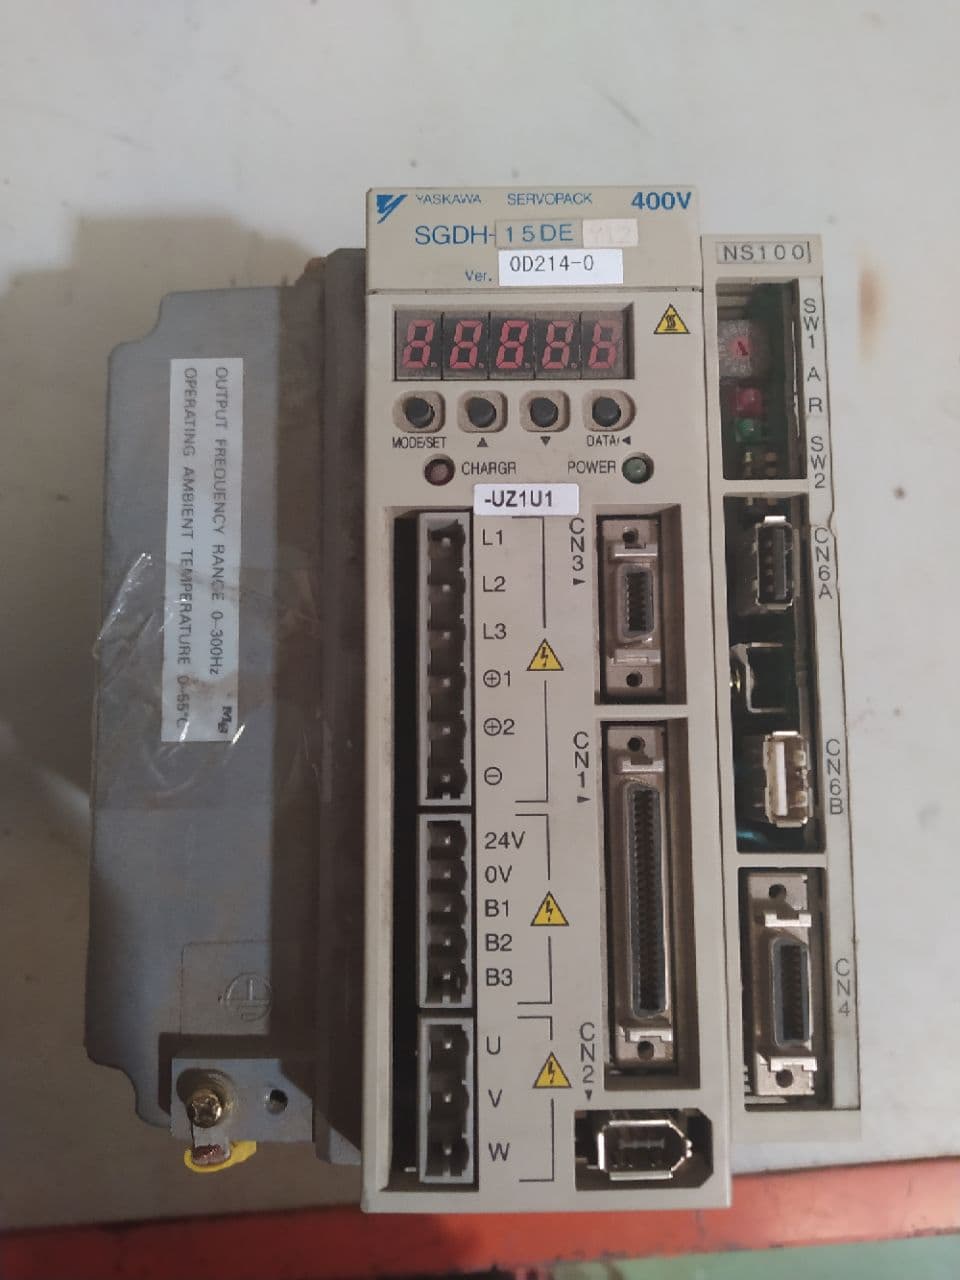 YASKAWA SERVOPACK 400V
SGDH-15DE
Ver. 0D214-0
NS100
SW1
A
R
SW2
MODE/SET ▲ ▼ DATA/◀
CHARGR POWER
-UZ1U1
L1
L2
L3
⊕1
⊕2
⊖
24V
0V
B1
B2
B3
U
V
W
CN3
CN1
CN2
CN6A
CN6B
CN4
OUTPUT FREQUENCY RANGE 0-300Hz
OPERATING AMBIENT TEMPERATURE 0-55°C